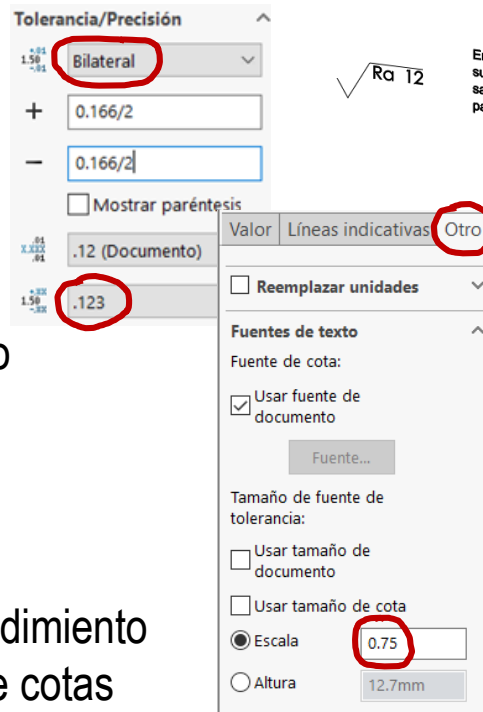 Tolerancia/Precisión
1.50 +.01 -.01 Bilateral
+ 0.166/2
− 0.166/2
Mostrar paréntesis
X.XXX .01 .01 .12 (Documento)
1.50 +.XX -.XX .123
Ra 12
Valor Líneas indicativas Otro
Reemplazar unidades
Fuentes de texto
Fuente de cota:
Usar fuente de
documento
Fuente...
Tamaño de fuente de
tolerancia:
Usar tamaño de
documento
Usar tamaño de cota
Escala 0.75
Altura 12.7mm
dimiento
cotas